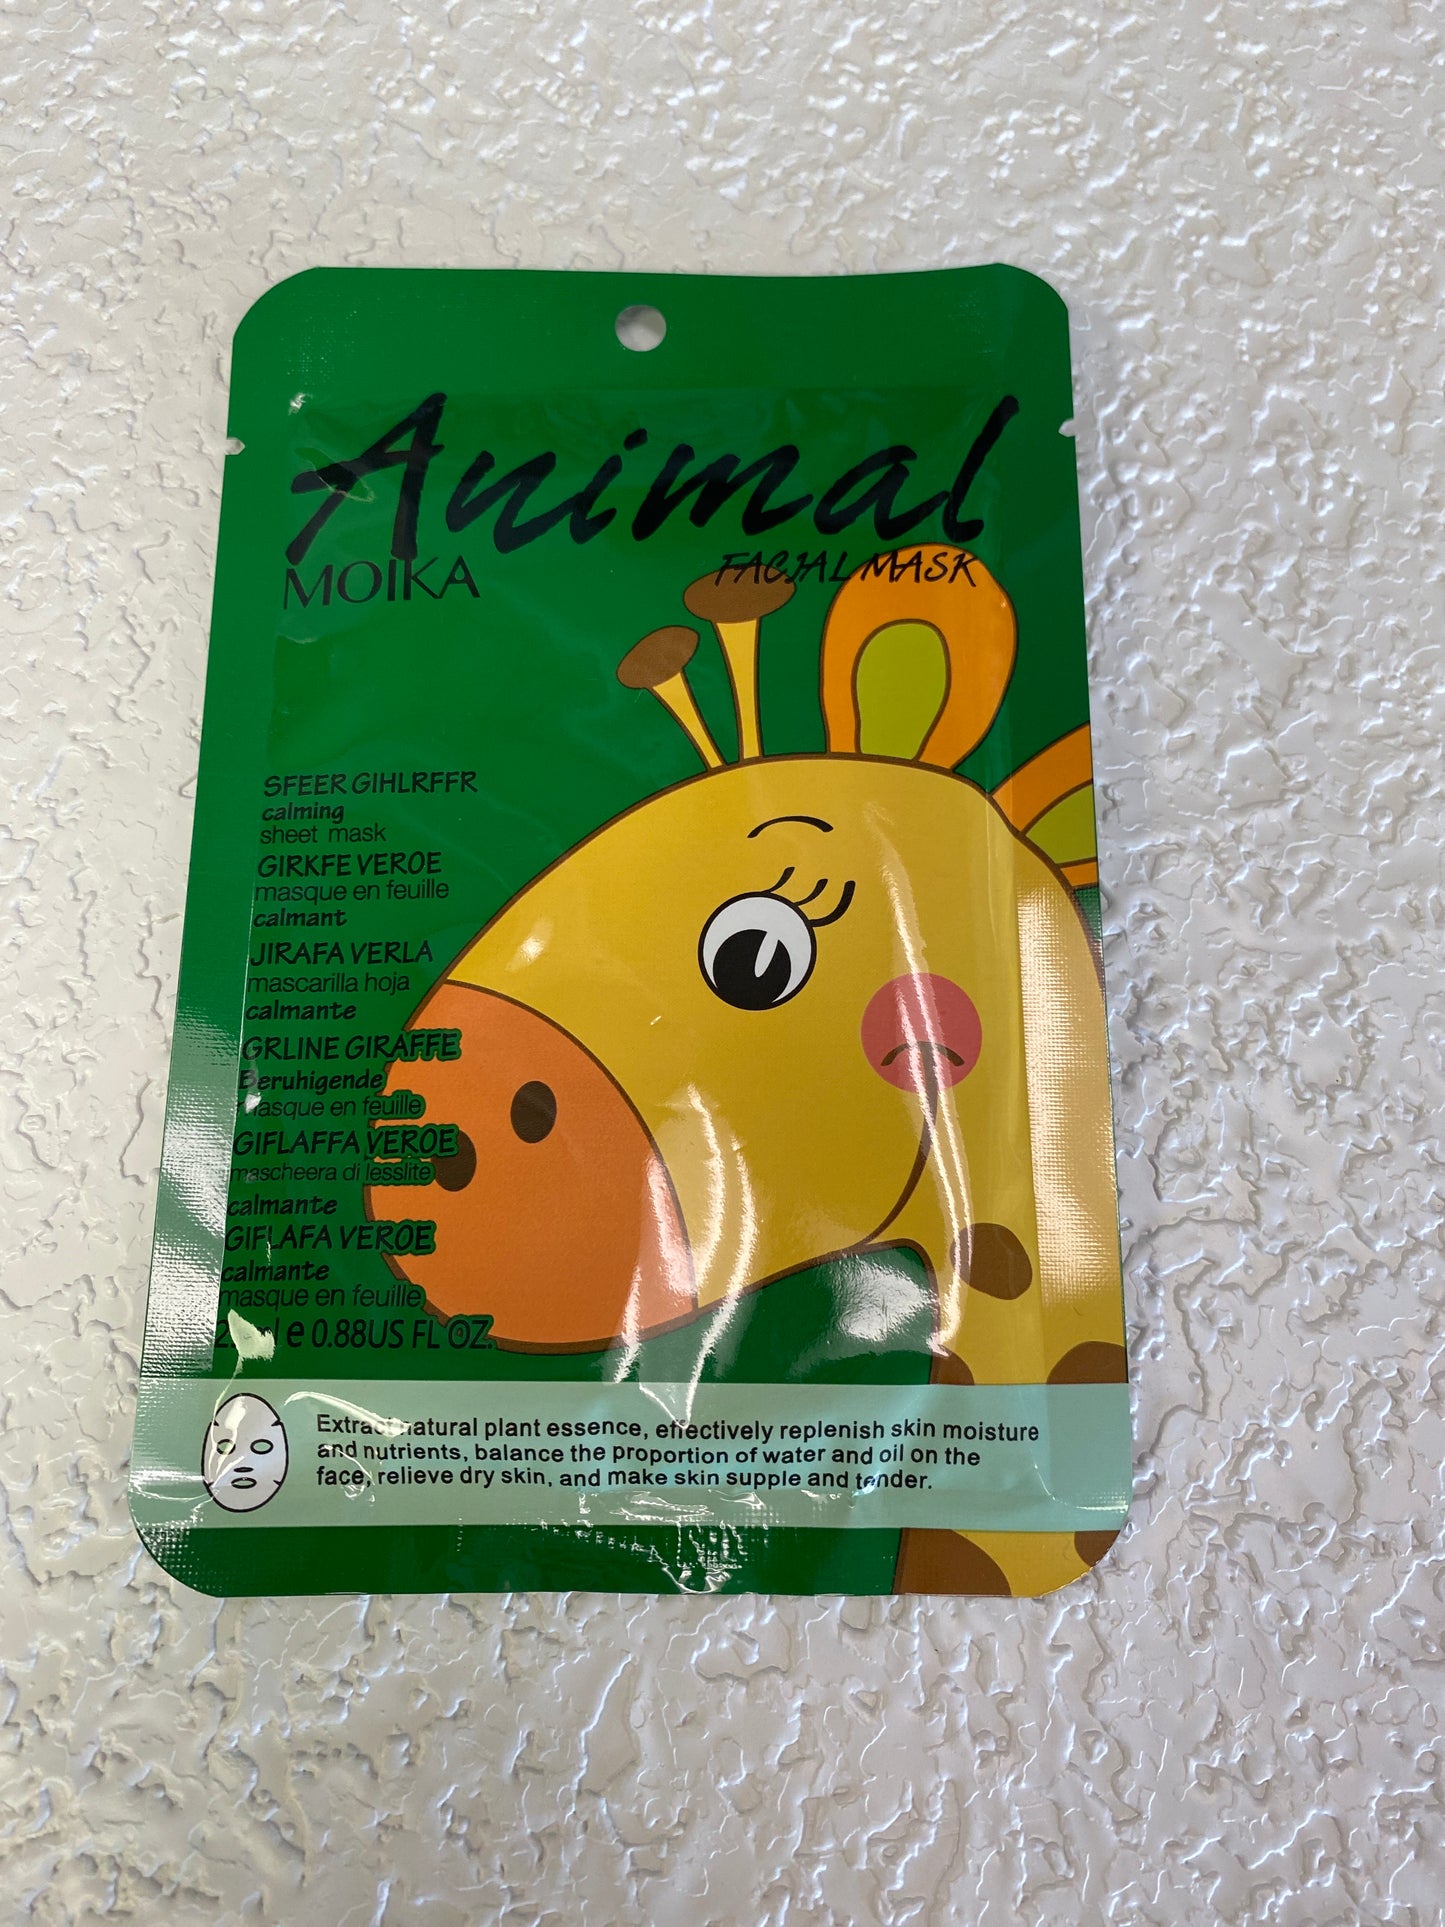 Animal
MOIKA
FACIAL MASK
SFEER GIHLRFFR
calming
sheet mask
GIRKFE VEROE
masque en feuille
calmant
JIRAFA VERLA
mascarilla hoja
calmante
GRLINE GIRAFFE
Beruhigende
masque en feuille
GIFLAFFA VEROE
mascheera di lesslite
calmante
GIFLAFA VEROE
calmante
masque en feuille
e 0.88US FL OZ.
Extract natural plant essence, effectively replenish skin moisture
and nutrients, balance the proportion of water and oil on the
face, relieve dry skin, and make skin supple and tender.